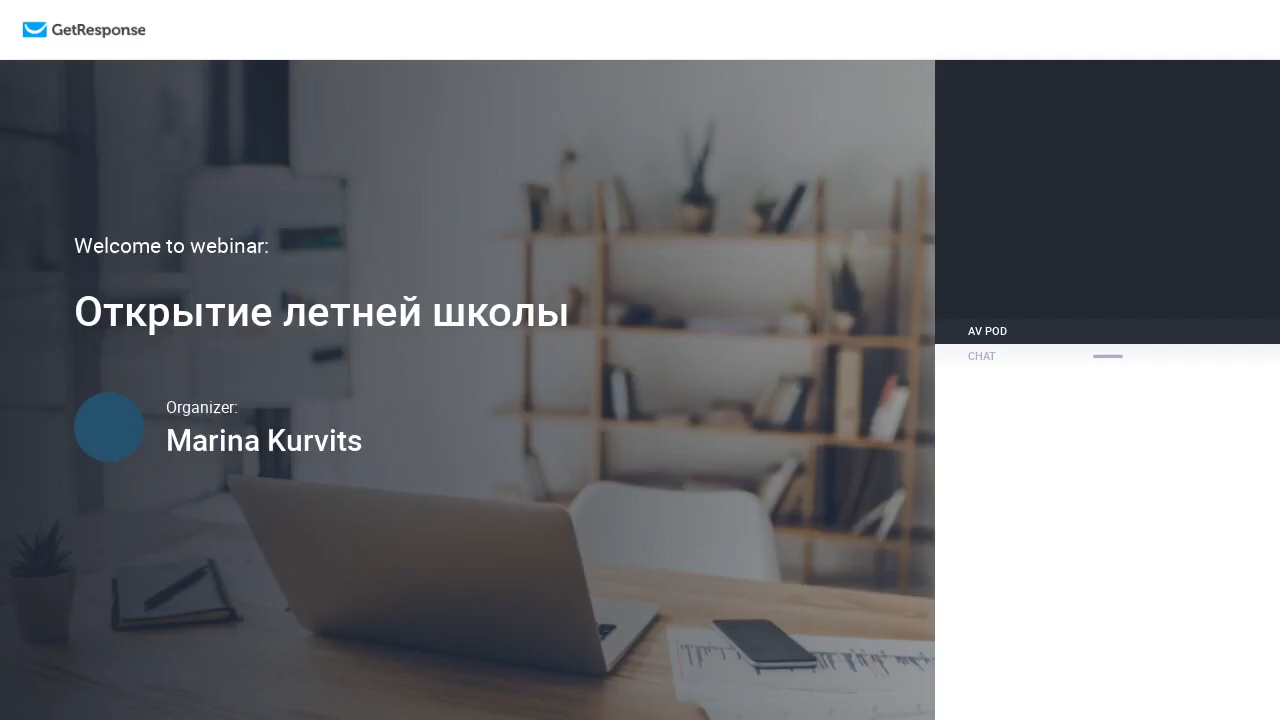 GetResponse
Welcome to webinar:
Открытие летней школы
Organizer:
Marina Kurvits
AV POD
CHAT